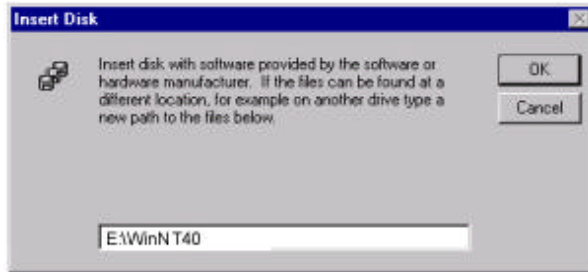 Insert Disk
Insert disk with software provided by the software or
hardware manufacturer. If the files can be found at a
different location, for example on another drive type a
new path to the files below.
OK
Cancel
E:\WinNT40